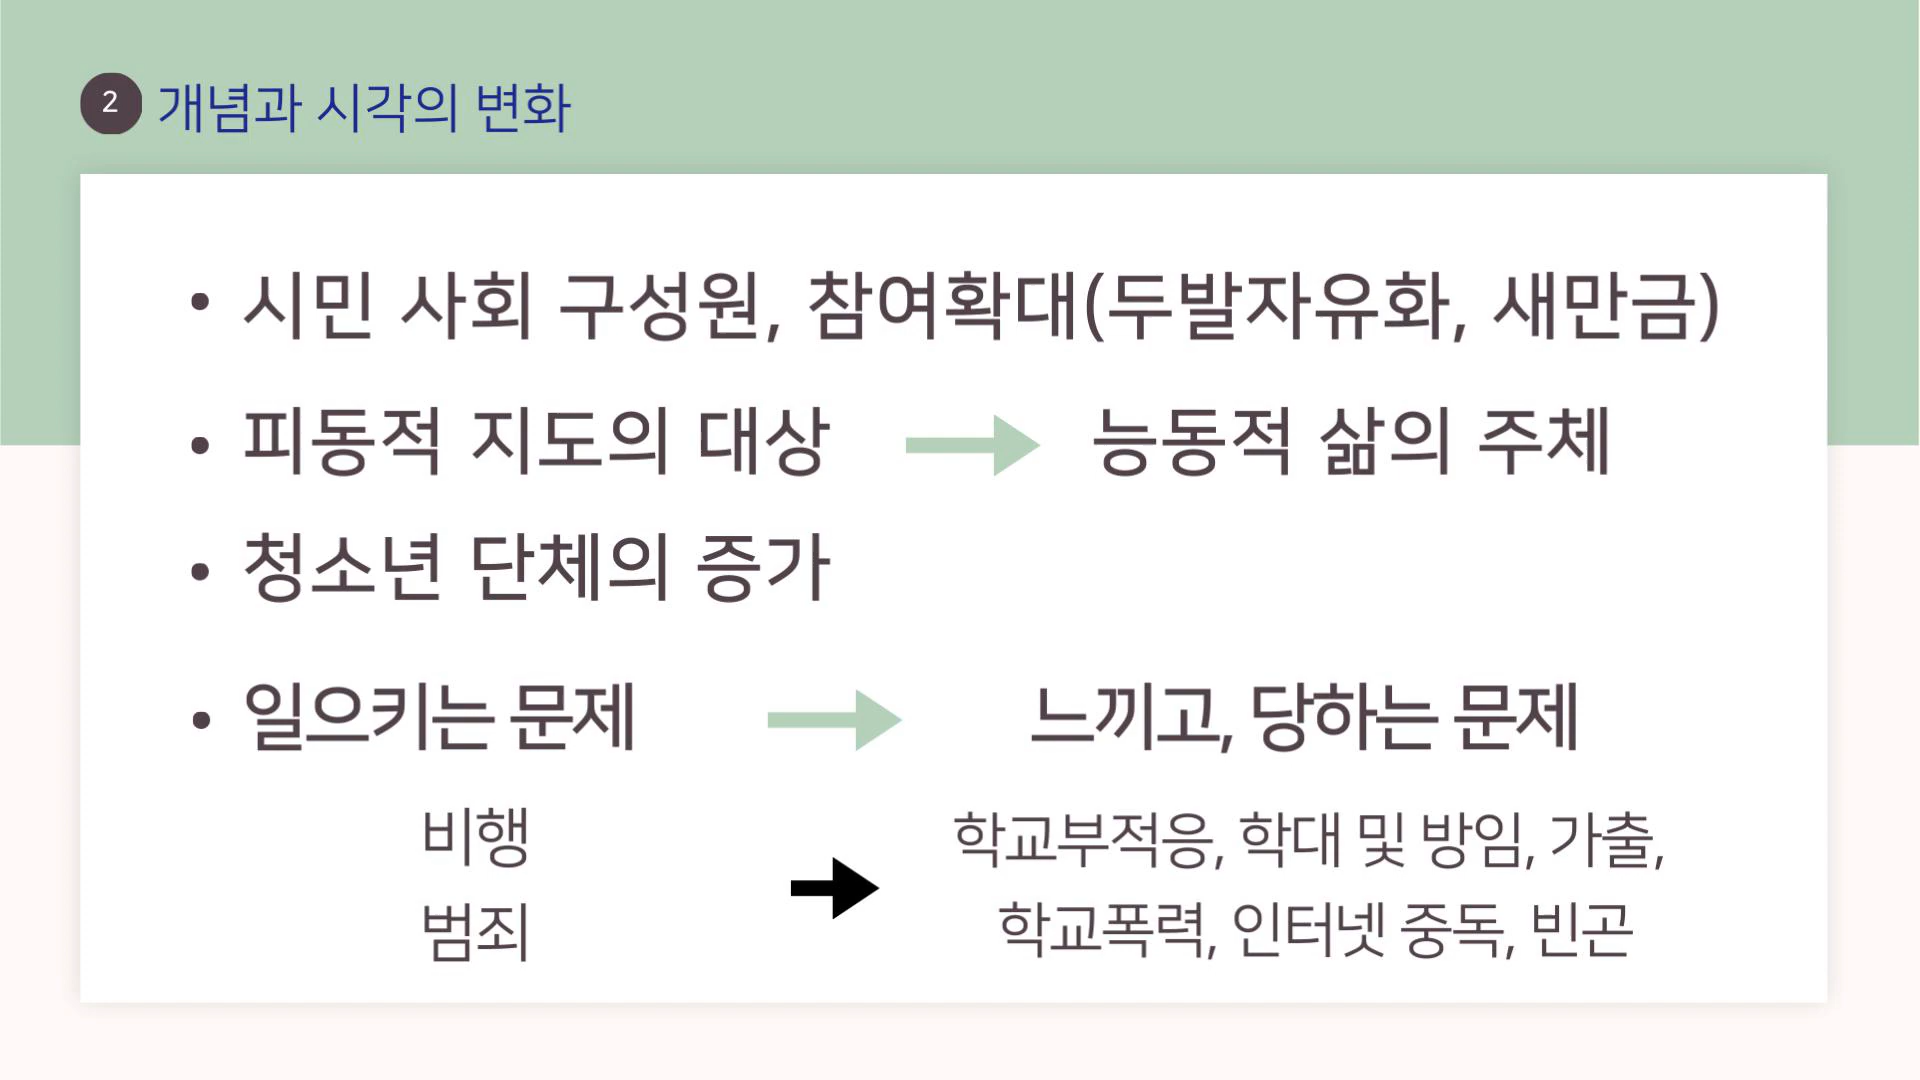 2 개념과 시각의 변화
• 시민 사회 구성원, 참여확대(두발자유화, 새만금)
• 피동적 지도의 대상 → 능동적 삶의 주체
• 청소년 단체의 증가
• 일으키는 문제 → 느끼고, 당하는 문제
비행
범죄
→
학교부적응, 학대 및 방임, 가출,
학교폭력, 인터넷 중독, 빈곤